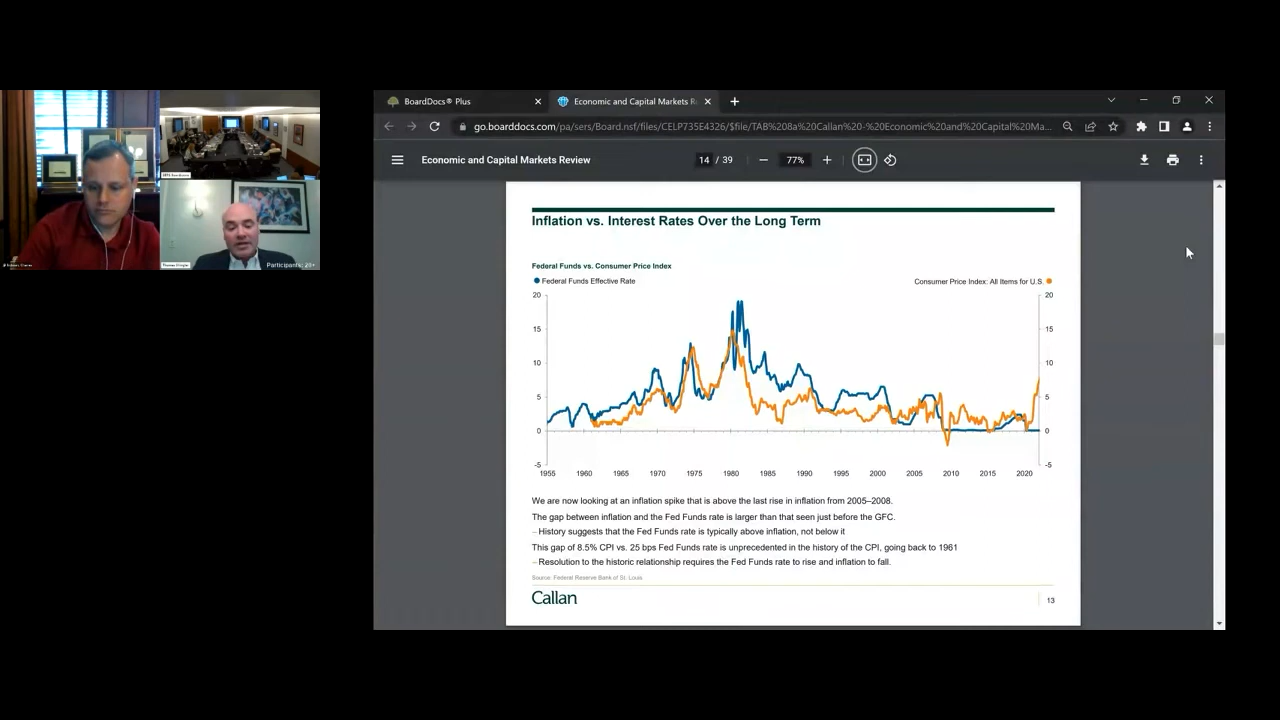 BoardDocs® Plus
Economic and Capital Markets R
go.boarddocs.com/pa/sers/Board.nsf/files/CELP735E4326/$file/TAB%208a%20Callan%20-%20Economic%20and%20Capital%20Ma...
Economic and Capital Markets Review
14 / 39
77%
Inflation vs. Interest Rates Over the Long Term
Federal Funds vs. Consumer Price Index
Federal Funds Effective Rate
Consumer Price Index: All Items for U.S.
20 20
15 15
10 10
5 5
0 0
-5 -5
1955 1960 1965 1970 1975 1980 1985 1990 1995 2000 2005 2010 2015 2020
We are now looking at an inflation spike that is above the last rise in inflation from 2005–2008.
The gap between inflation and the Fed Funds rate is larger than that seen just before the GFC.
– History suggests that the Fed Funds rate is typically above inflation, not below it
This gap of 8.5% CPI vs. 25 bps Fed Funds rate is unprecedented in the history of the CPI, going back to 1961
– Resolution to the historic relationship requires the Fed Funds rate to rise and inflation to fall.
Source: Federal Reserve Bank of St. Louis
Callan
13
Participants: 20+